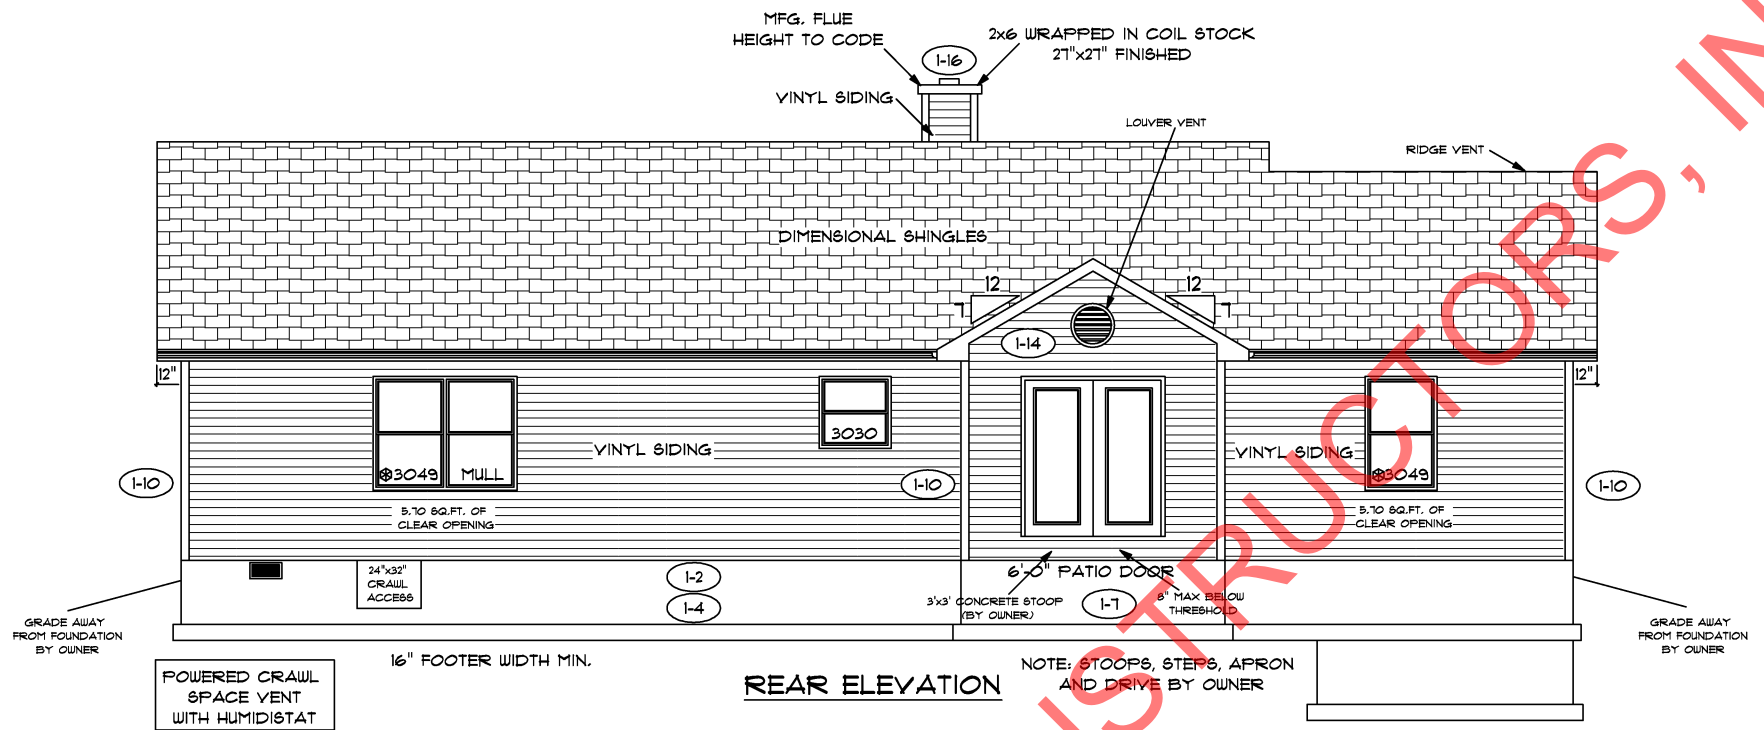 MFG. FLUE
HEIGHT TO CODE
2x6 WRAPPED IN COIL STOCK
27"x27" FINISHED
1-16
VINYL SIDING
LOUVER VENT
RIDGE VENT
DIMENSIONAL SHINGLES
12
12
7
7
1-14
12"
12"
3030
VINYL SIDING
VINYL SIDING
3049
MULL
3049
1-10
1-10
1-10
5.70 SQ.FT. OF
CLEAR OPENING
5.70 SQ.FT. OF
CLEAR OPENING
24"x32"
CRAWL
ACCESS
1-2
1-4
6'-0" PATIO DOOR
3'x3' CONCRETE STOOP
(BY OWNER)
1-7
8" MAX BELOW
THRESHOLD
GRADE AWAY
FROM FOUNDATION
BY OWNER
GRADE AWAY
FROM FOUNDATION
BY OWNER
16" FOOTER WIDTH MIN.
POWERED CRAWL
SPACE VENT
WITH HUMIDISTAT
REAR ELEVATION
NOTE: STOOPS, STEPS, APRON
AND DRIVE BY OWNER